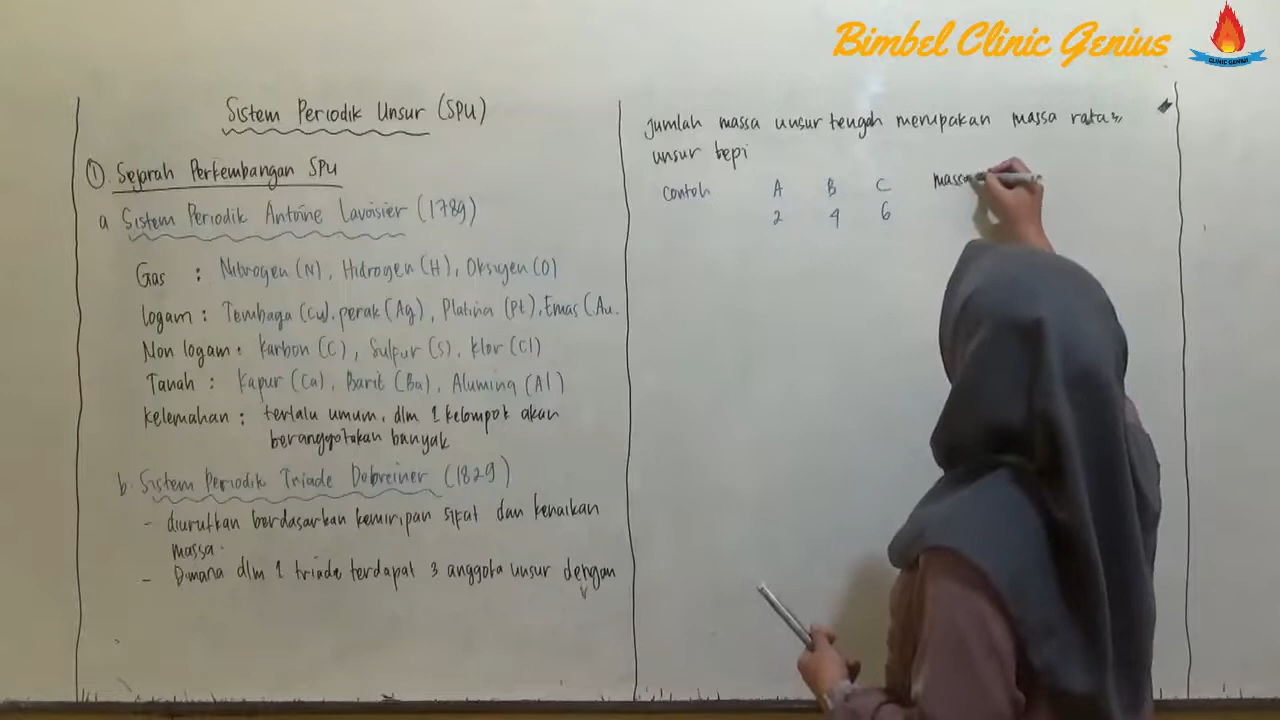 Bimbel Clinic Genius
CLINIC GENIUS
Sistem Periodik Unsur (SPU)
① Sejarah Perkembangan SPU
a Sistem Periodik Antoine Lavoisier (1789)
Gas : Nitrogen (N), Hidrogen (H), Oksigen (O)
logam : Tembaga (Cu), perak (Ag), Platina (Pt), Emas (Au.
Non logam : Karbon (C), Sulpur (S), Klor (Cl)
Tanah : Kapur (Ca), Barit (Ba), Alumina (Al)
Kelemahan : terlalu umum, dlm 1 kelompok akan
beranggotakan banyak
b. Sistem Periodik Triade Dobreiner (1829)
- diurutkan berdasarkan kemiripan sifat dan kenaikan
massa.
- Dimana dlm 1 triade terdapat 3 anggota unsur dengan
Jumlah massa unsur tengah merupakan massa rata2
unsur tepi
contoh A B C massa
2 4 6